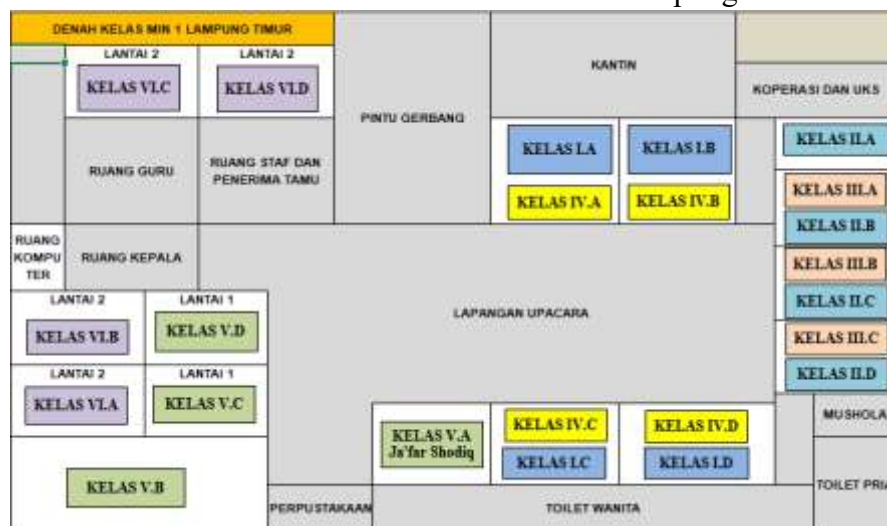 DENAH KELAS MIN 1 LAMPUNG TIMUR
LANTAI 2
LANTAI 2
KELAS VI.C
KELAS VI.D
PINTU GERBANG
KANTIN
KOPERASI DAN UKS
RUANG GURU
RUANG STAF DAN
PENERIMA TAMU
KELAS I.A
KELAS I.B
KELAS II.A
KELAS IV.A
KELAS IV.B
KELAS III.A
KELAS II.B
RUANG
KOMPU
TER
RUANG KEPALA
KELAS III.B
LANTAI 2
LANTAI 1
LAPANGAN UPACARA
KELAS II.C
KELAS VI.B
KELAS V.D
KELAS III.C
LANTAI 2
LANTAI 1
KELAS II.D
KELAS VI.A
KELAS V.C
MUSHOLA
KELAS V.A
Ja'far Shodiq
KELAS IV.C
KELAS IV.D
KELAS I.C
KELAS I.D
KELAS V.B
TOILET PRI
PERPUSTAKAAN
TOILET WANITA